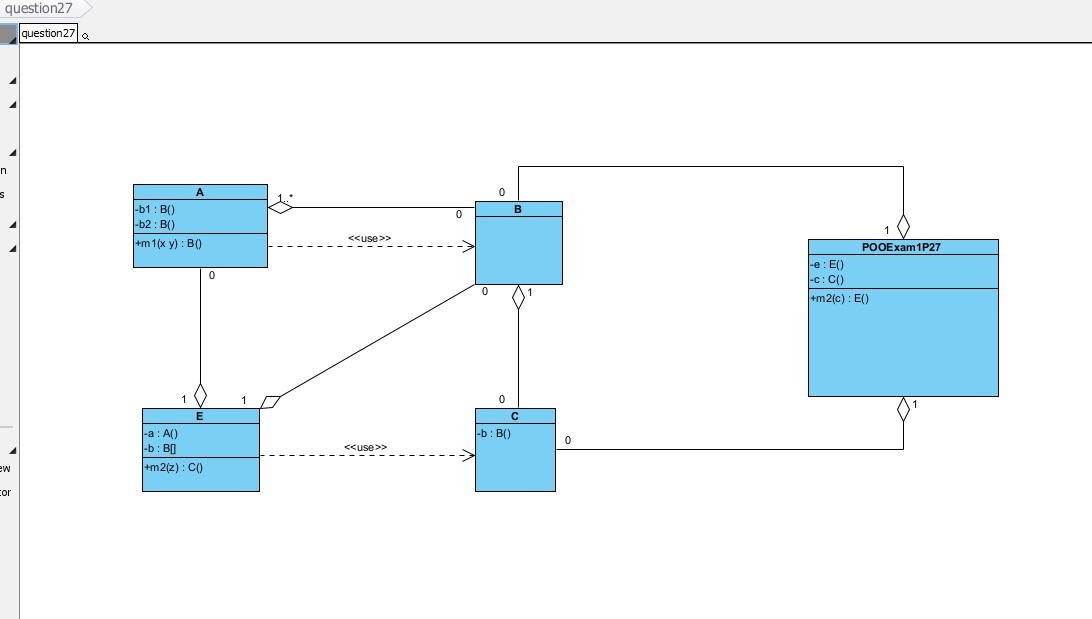 question27
question27
0
A
1..*
-b1 : B()
-b2 : B()
+m1(x y) : B()
0
B
<<use>>
1
POOExam1P27
-e : E()
-c : C()
+m2(c) : E()
0
0
1
1
1
0
1
E
-a : A()
-b : B[]
+m2(z) : C()
<<use>>
C
-b : B()
0
n
s
ew
tor